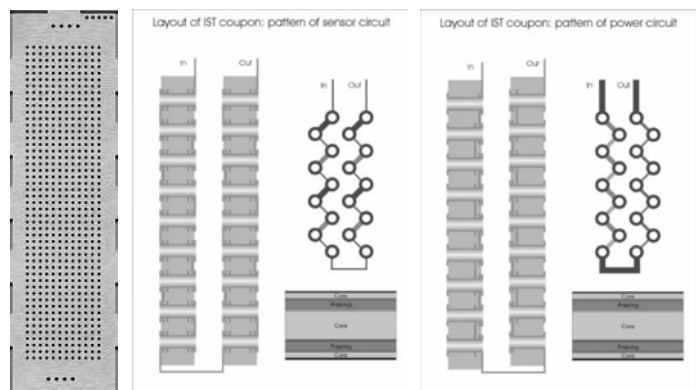 Layout of IST coupon: pattern of sensor circuit
In
Out
In
Out
Core
Prepreg
Core
Prepreg
Core
Layout of IST coupon: pattern of power circuit
In
Out
In
Out
Core
Prepreg
Core
Prepreg
Core